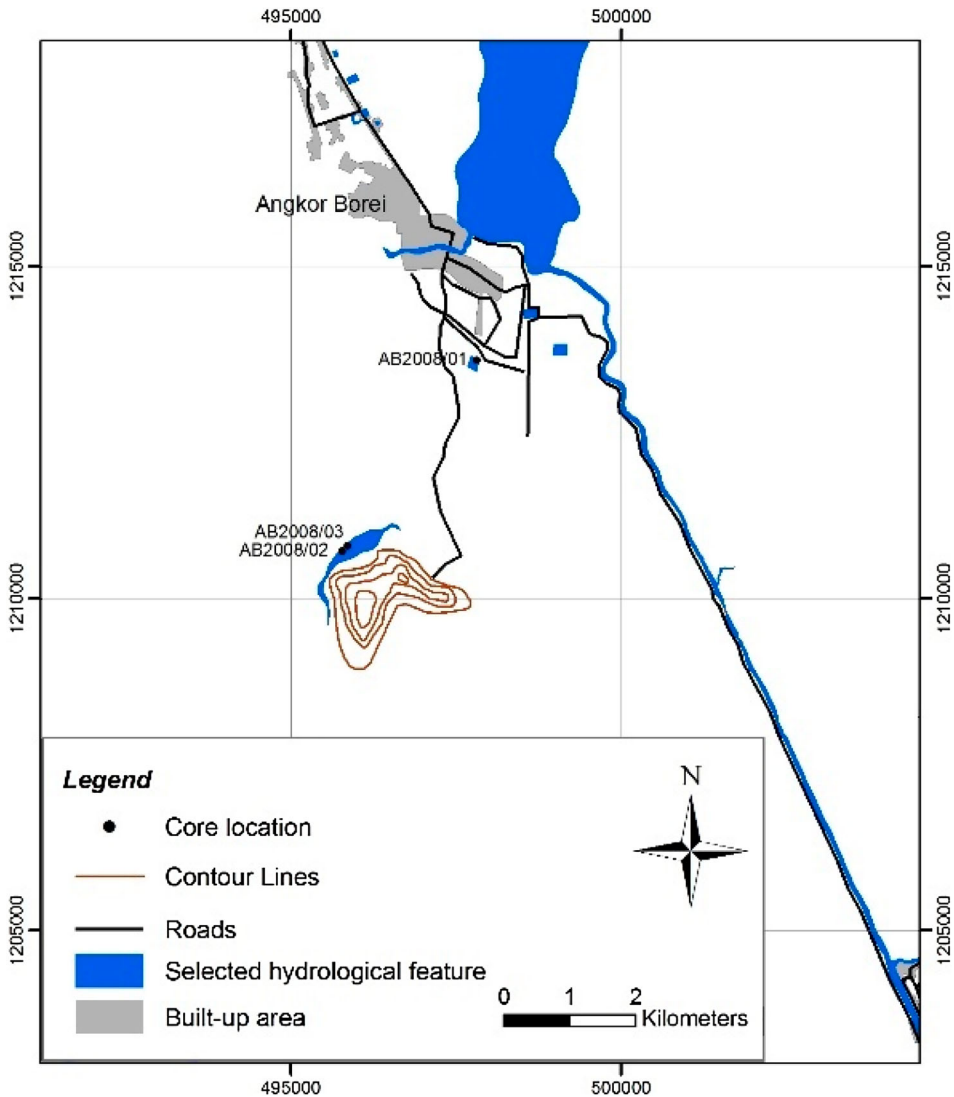 495000 500000
Angkor Borei
1215000 1215000
AB2008/01
AB2008/03
AB2008/02
1210000 1210000
Legend
N
Core location
Contour Lines
Roads
1205000 1205000
Selected hydrological feature
0 1 2
Built-up area
Kilometers
495000 500000